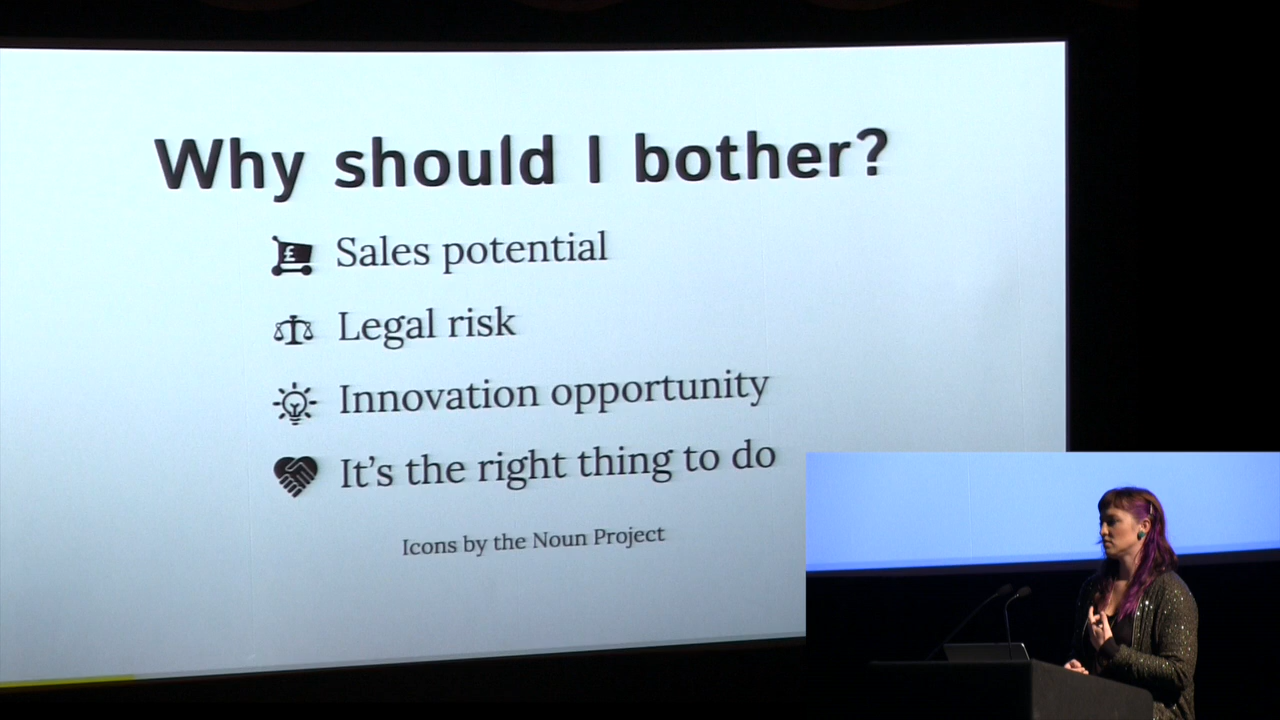 Why should I bother?
£ Sales potential
Legal risk
Innovation opportunity
It’s the right thing to do
Icons by the Noun Project